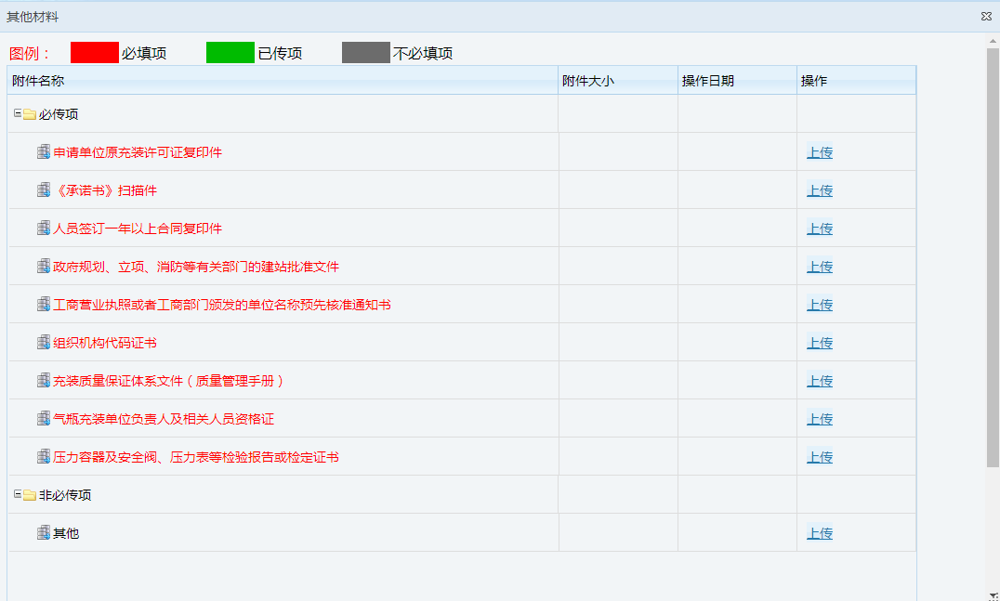 其他材料
图例： 必填项 已传项 不必填项
附件名称 附件大小 操作日期 操作
必传项
申请单位原充装许可证复印件 上传
《承诺书》扫描件 上传
人员签订一年以上合同复印件 上传
政府规划、立项、消防等有关部门的建站批准文件 上传
工商营业执照或者工商部门颁发的单位名称预先核准通知书 上传
组织机构代码证书 上传
充装质量保证体系文件（质量管理手册） 上传
气瓶充装单位负责人及相关人员资格证 上传
压力容器及安全阀、压力表等检验报告或检定证书 上传
非必传项
其他 上传